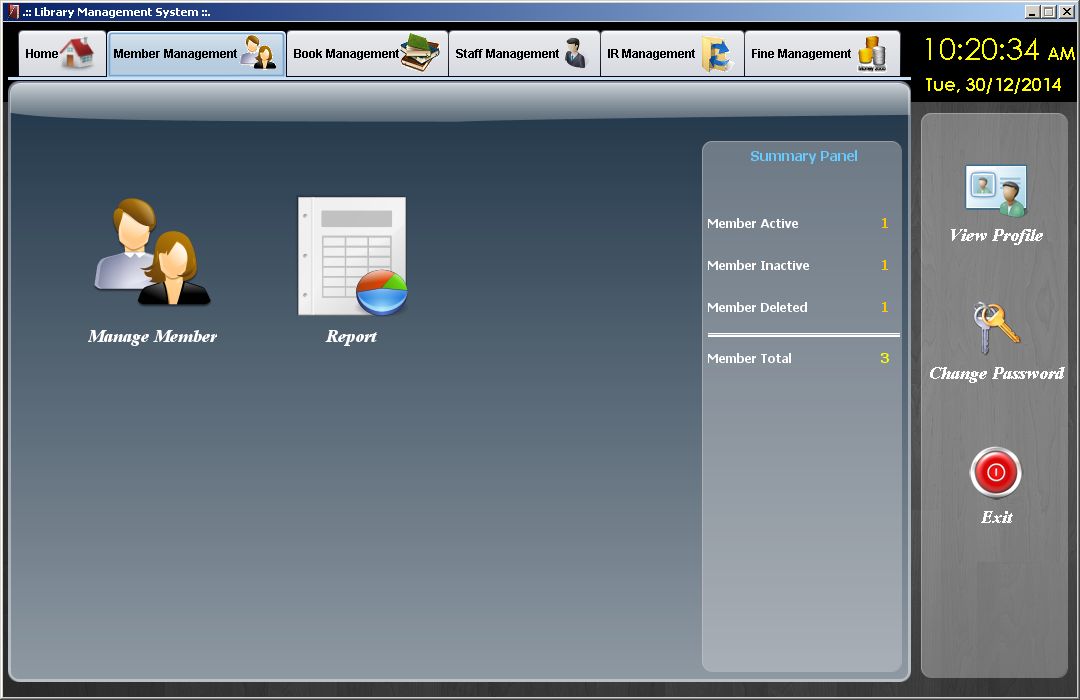 .:: Library Management System ::.
Home
Member Management
Book Management
Staff Management
IR Management
Fine Management
10:20:34 AM
Tue, 30/12/2014
Summary Panel
Member Active 1
Member Inactive 1
Member Deleted 1
Member Total 3
Manage Member
Report
View Profile
Change Password
Exit